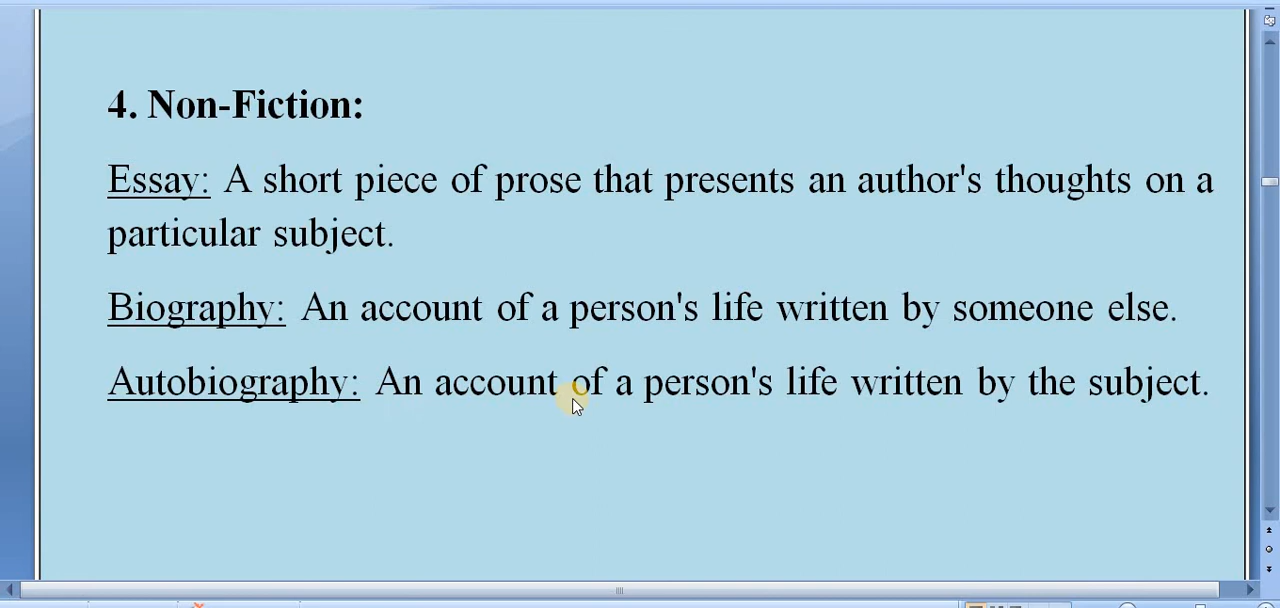 4. Non-Fiction:
Essay: A short piece of prose that presents an author's thoughts on a
particular subject.
Biography: An account of a person's life written by someone else.
Autobiography: An account of a person's life written by the subject.